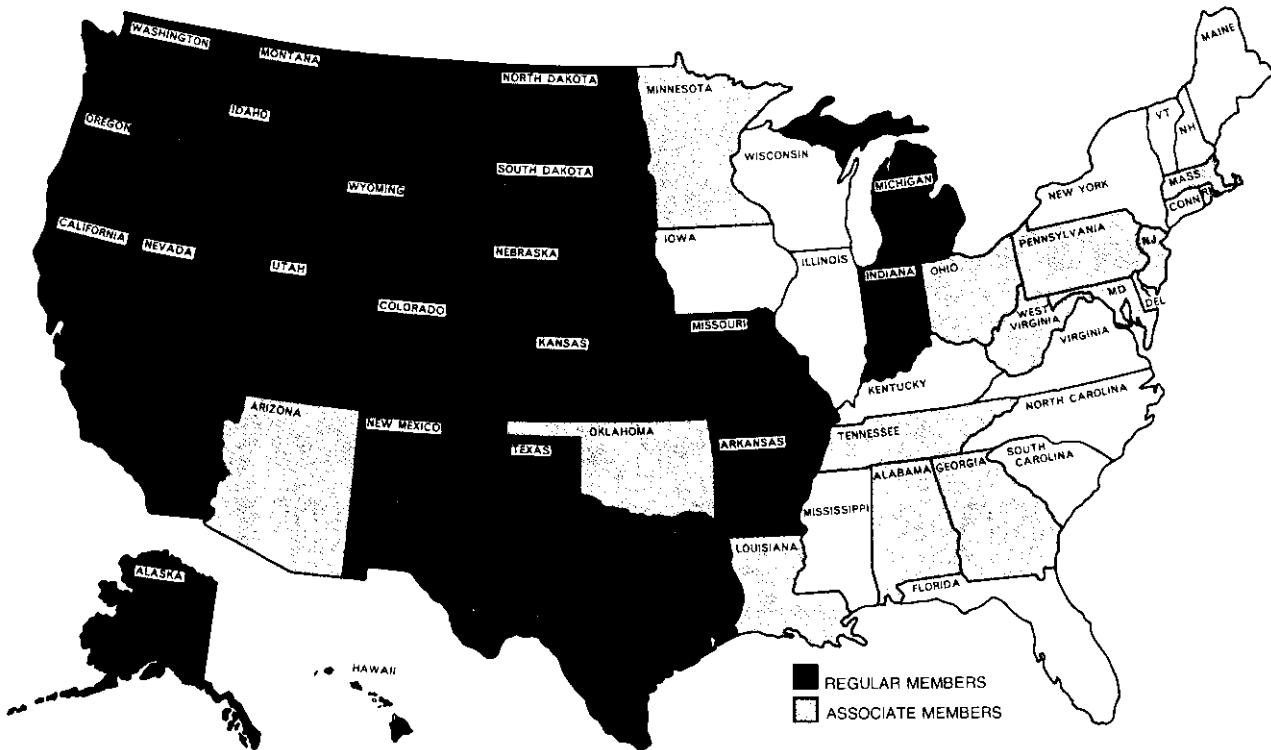 WASHINGTON
MONTANA
NORTH DAKOTA
MINNESOTA
MAINE
IDAHO
OREGON
VT
NH
WISCONSIN
SOUTH DAKOTA
MICHIGAN
MASS
WYOMING
NEW YORK
CONN
RI
CALIFORNIA
NEVADA
IOWA
PENNSYLVANIA
NJ
UTAH
NEBRASKA
ILLINOIS
INDIANA
OHIO
COLORADO
MD
DEL
WEST
VIRGINIA
MISSOURI
VIRGINIA
KANSAS
KENTUCKY
ARIZONA
NEW MEXICO
OKLAHOMA
NORTH CAROLINA
TENNESSEE
TEXAS
ARKANSAS
SOUTH
CAROLINA
ALABAMA
GEORGIA
MISSISSIPPI
LOUISIANA
ALASKA
FLORIDA
HAWAII
REGULAR MEMBERS
ASSOCIATE MEMBERS